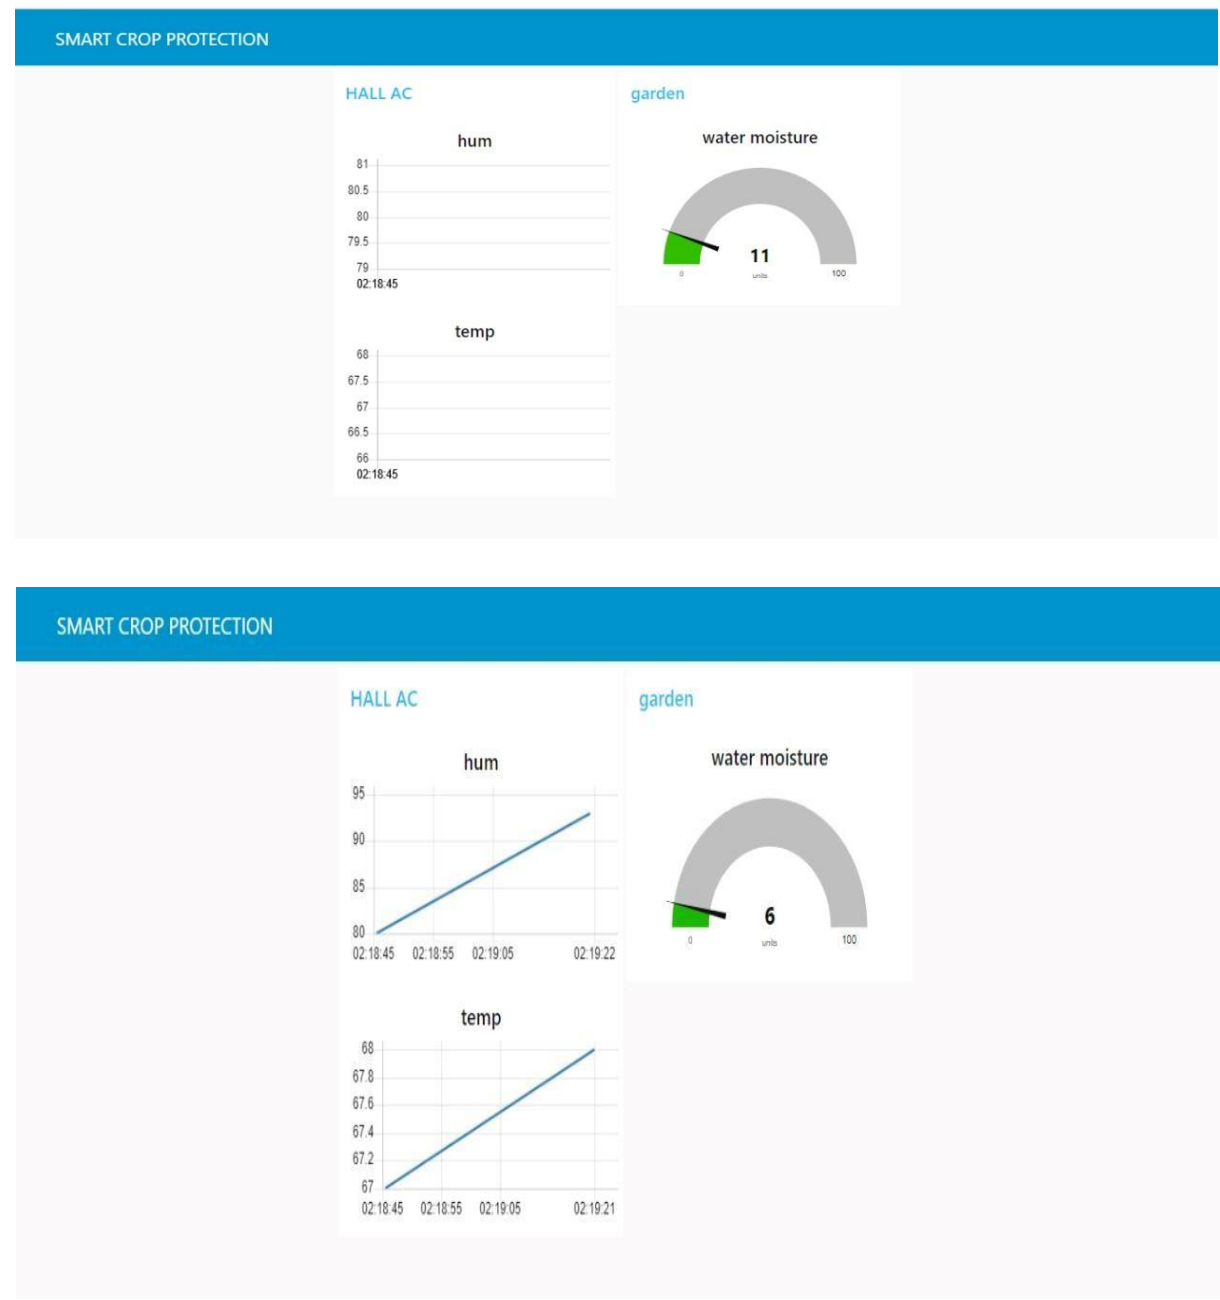 SMART CROP PROTECTION
HALL AC
hum
81
80.5
80
79.5
79
02:18:45
temp
68
67.5
67
66.5
66
02:18:45
garden
water moisture
11
units
0
100
SMART CROP PROTECTION
HALL AC
hum
95
90
85
80
02:18:45 02:18:55 02:19:05 02:19:22
temp
68
67.8
67.6
67.4
67.2
67
02:18:45 02:18:55 02:19:05 02:19:21
garden
water moisture
6
units
0
100